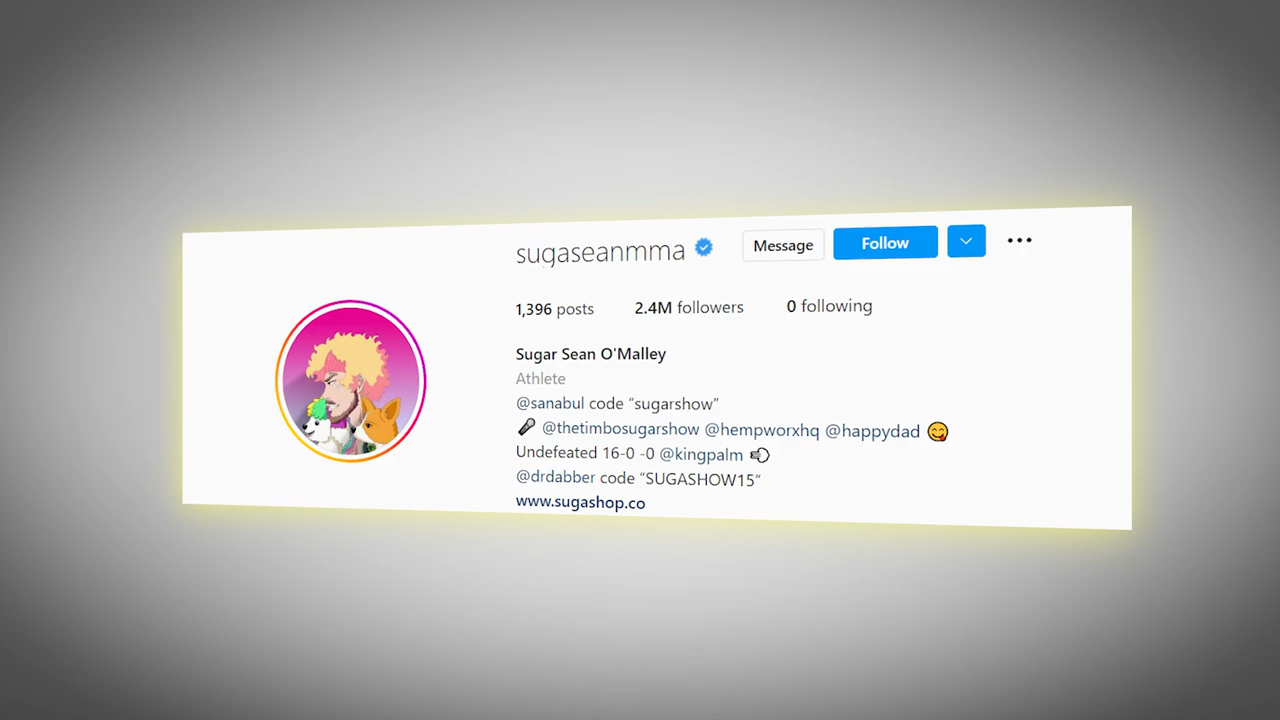 sugaseanmma Message Follow
1,396 posts 2.4M followers 0 following
Sugar Sean O'Malley
Athlete
@sanabul code “sugarshow”
🎤 @thetimbosugarshow @hempworxhq @happydad 😋
Undefeated 16-0 -0 @kingpalm 💨
@drdabber code “SUGASHOW15”
www.sugashop.co